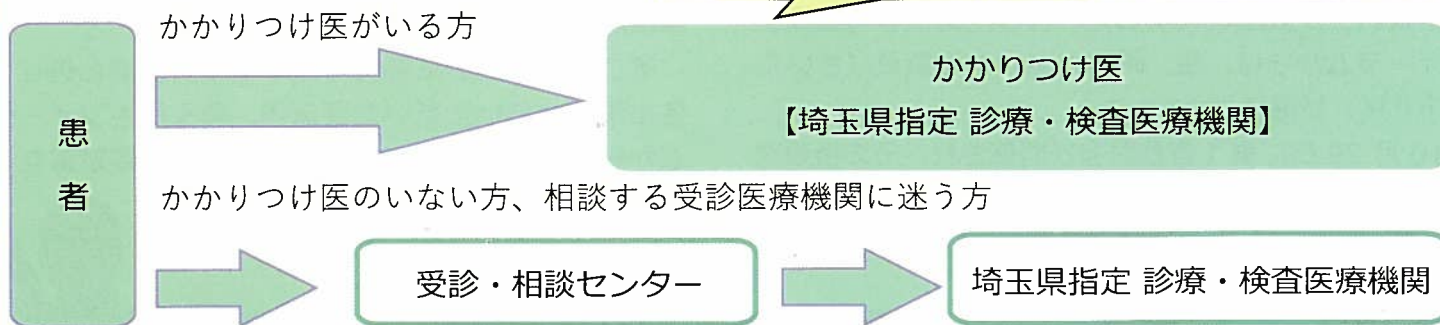 かかりつけ医がいる方
患者
かかりつけ医
【埼玉県指定 診療・検査医療機関】
かかりつけ医のいない方、相談する受診医療機関に迷う方
受診・相談センター
埼玉県指定 診療・検査医療機関